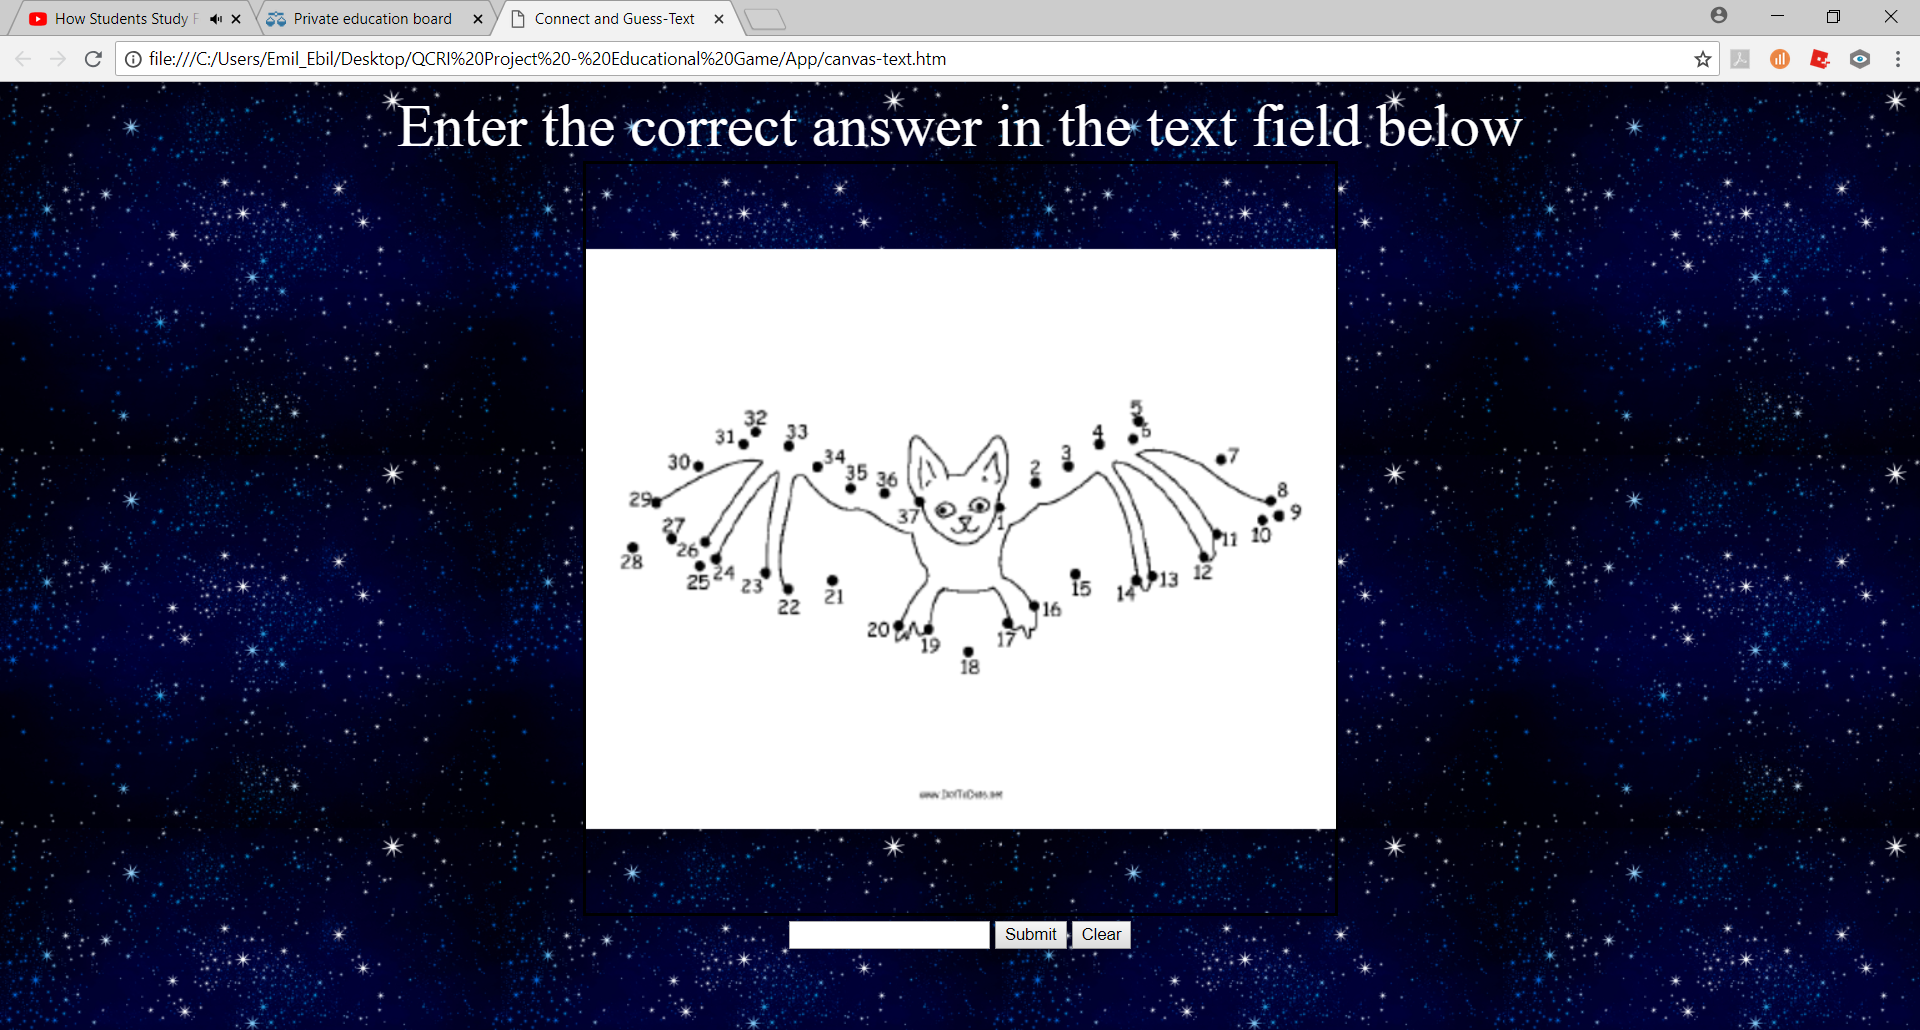 How Students Study F
Private education board
Connect and Guess-Text
file:///C:/Users/Emil_Ebil/Desktop/QCRI%20Project%20-%20Educational%20Game/App/canvas-text.htm
Enter the correct answer in the text field below
5
32 4 6
31 33
3 7
30 34
35 2
36 8
29
9
37 1
27 10 11
26
28 24 12
25 23 13
15 14
22 21
16
20 17
19
18
Submit Clear